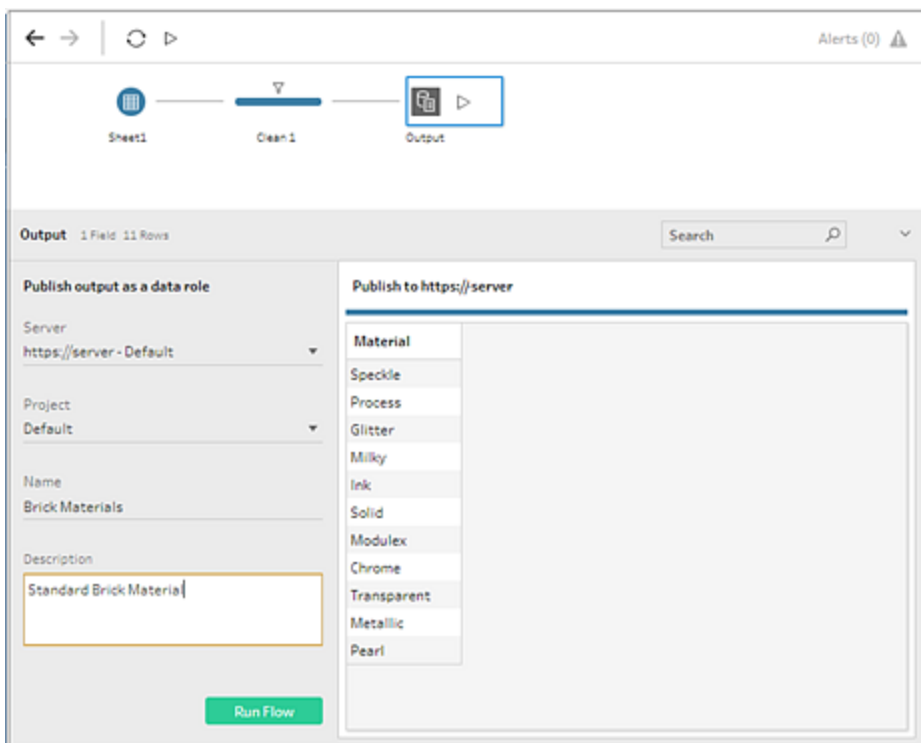 Alerts (0)
Sheet1
Clean 1
Output
Output 1 Field 11 Rows
Search
Publish output as a data role
Server
https://server - Default
Project
Default
Name
Brick Materials
Description
Standard Brick Material
Run Flow
Publish to https://server
Material
Speckle
Process
Glitter
Milky
Ink
Solid
Modulex
Chrome
Transparent
Metallic
Pearl